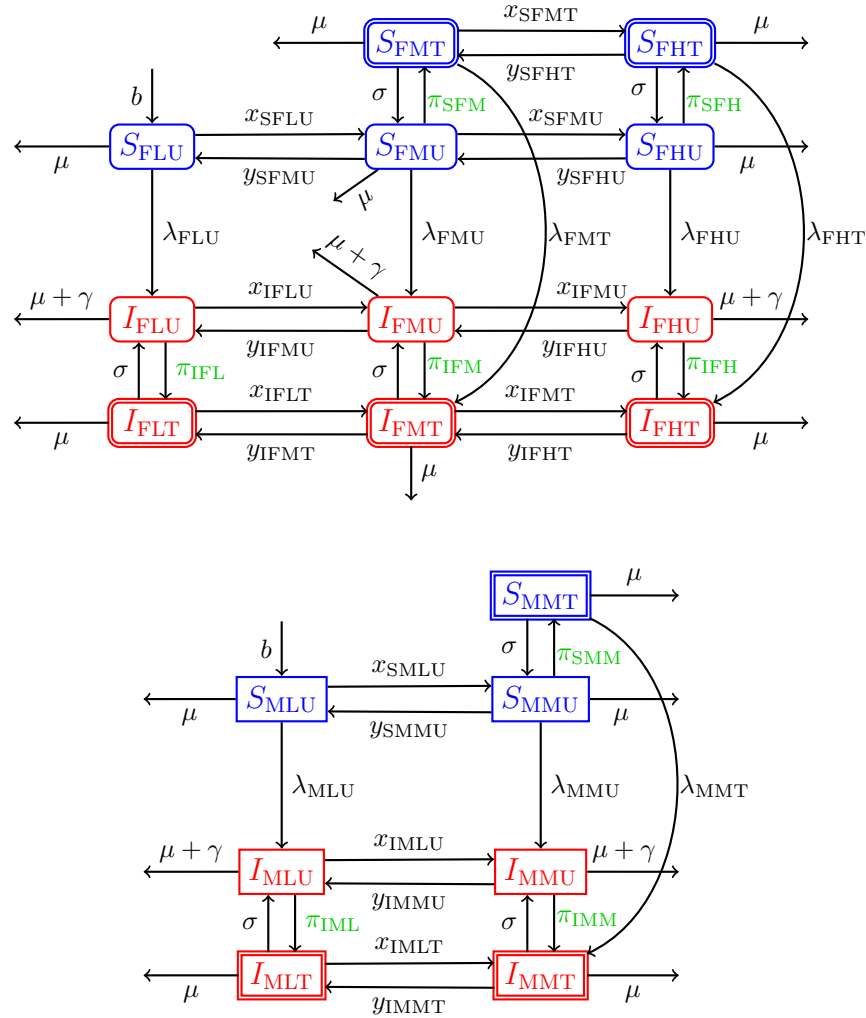 x_SFMT
μ S_FMT S_FHT μ
y_SFHT
σ π_SFM σ π_SFH
b
x_SFLU x_SFMU
S_FLU S_FMU S_FHU
μ y_SFMU y_SFHU μ
μ
λ_FLU λ_FMU λ_FMT λ_FHU λ_FHT
μ + γ
x_IFLU x_IFMU
μ + γ I_FLU I_FMU I_FHU μ + γ
y_IFMU y_IFHU
σ π_IFL σ π_IFM σ π_IFH
x_IFLT x_IFMT
I_FLT I_FMT I_FHT
μ y_IFMT y_IFHT μ
μ
S_MMT μ
b σ π_SMM
x_SMLU
S_MLU S_MMU
μ y_SMMU μ
λ_MLU λ_MMU λ_MMT
x_IMLU
μ + γ I_MLU I_MMU μ + γ
y_IMMU
σ π_IML σ π_IMM
x_IMLT
I_MLT I_MMT
μ y_IMMT μ